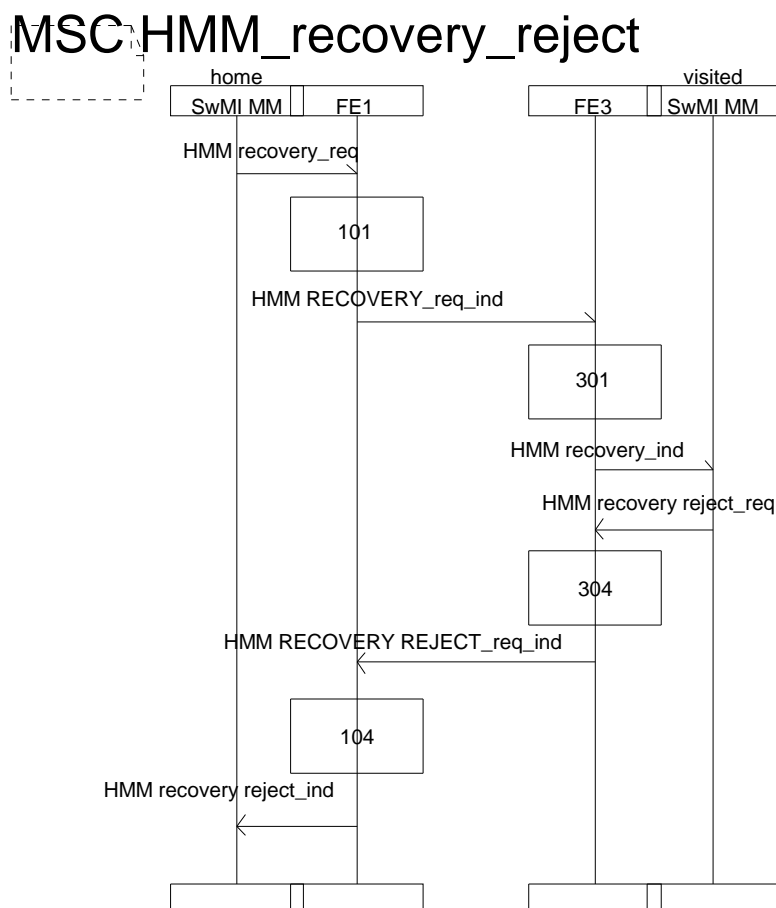 MSC HMM_recovery_reject
home visited
SwMI MM FE1 FE3 SwMI MM
HMM recovery_req
101
HMM RECOVERY_req_ind
301
HMM recovery_ind
HMM recovery reject_req
304
HMM RECOVERY REJECT_req_ind
104
HMM recovery reject_ind